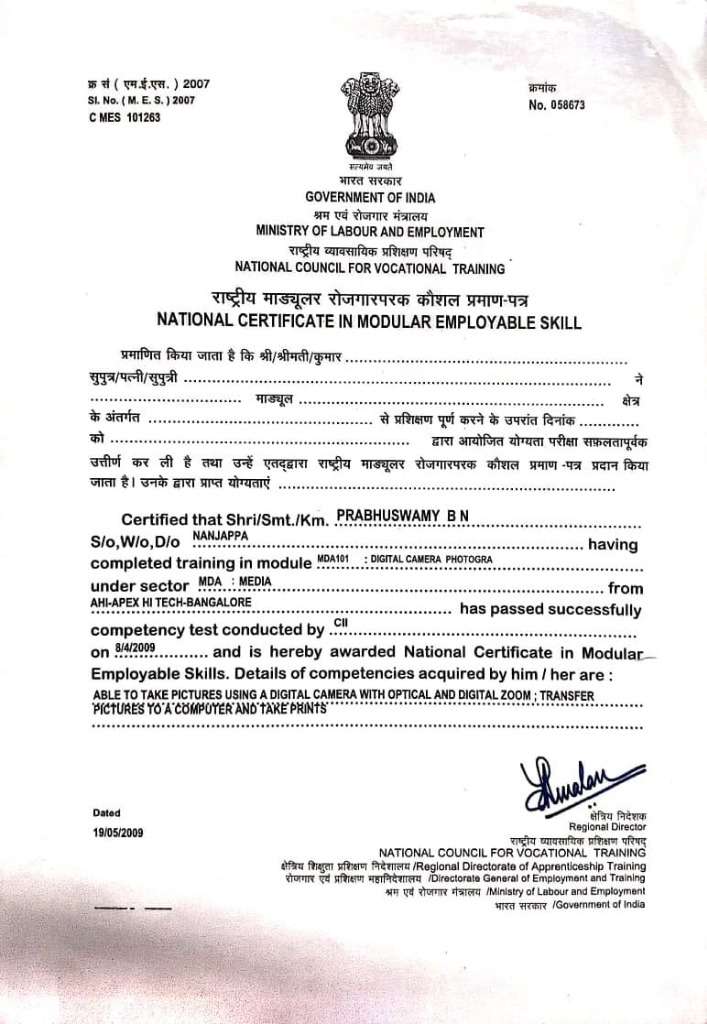 क्र सं ( एम.ई.एस. ) 2007
Sl. No. ( M. E. S. ) 2007
C MES 101263
क्रमांक
No. 058673
सत्यमेव जयते
भारत सरकार
GOVERNMENT OF INDIA
श्रम एवं रोजगार मंत्रालय
MINISTRY OF LABOUR AND EMPLOYMENT
राष्ट्रीय व्यावसायिक प्रशिक्षण परिषद्
NATIONAL COUNCIL FOR VOCATIONAL TRAINING
राष्ट्रीय माड्यूलर रोजगारपरक कौशल प्रमाण-पत्र
NATIONAL CERTIFICATE IN MODULAR EMPLOYABLE SKILL
प्रमाणित किया जाता है कि श्री/श्रीमती/कुमार ..............................
सुपुत्र/पत्नी/सुपुत्री .............................. ने
.............................. माड्यूल .............................. क्षेत्र
के अंतर्गत .............................. से प्रशिक्षण पूर्ण करने के उपरांत दिनांक .............
को .............................. द्वारा आयोजित योग्यता परीक्षा सफ़लतापूर्वक
उत्तीर्ण कर ली है तथा उन्हें एतद्द्वारा राष्ट्रीय माड्यूलर रोजगारपरक कौशल प्रमाण -पत्र प्रदान किया
जाता है। उनके द्वारा प्राप्त योग्यताएं ..............................
Certified that Shri/Smt./Km. PRABHUSWAMY B N
S/o,W/o,D/o NANJAPPA having
completed training in module MDA101 : DIGITAL CAMERA PHOTOGRA
under sector MDA : MEDIA from
AHI-APEX HI TECH-BANGALORE has passed successfully
competency test conducted by CII
on 8/4/2009 and is hereby awarded National Certificate in Modular
Employable Skills. Details of competencies acquired by him / her are :
ABLE TO TAKE PICTURES USING A DIGITAL CAMERA WITH OPTICAL AND DIGITAL ZOOM ; TRANSFER
PICTURES TO A COMPUTER AND TAKE PRINTS
Dated
19/05/2009
क्षेत्रिय निदेशक
Regional Director
राष्ट्रीय व्यावसायिक प्रशिक्षण परिषद्
NATIONAL COUNCIL FOR VOCATIONAL TRAINING
क्षेत्रिय शिक्षुता प्रशिक्षण निदेशालय /Regional Directorate of Apprenticeship Training
रोजगार एवं प्रशिक्षण महानिदेशालय /Directorate General of Employment and Training
श्रम एवं रोजगार मंत्रालय /Ministry of Labour and Employment
भारत सरकार /Government of India